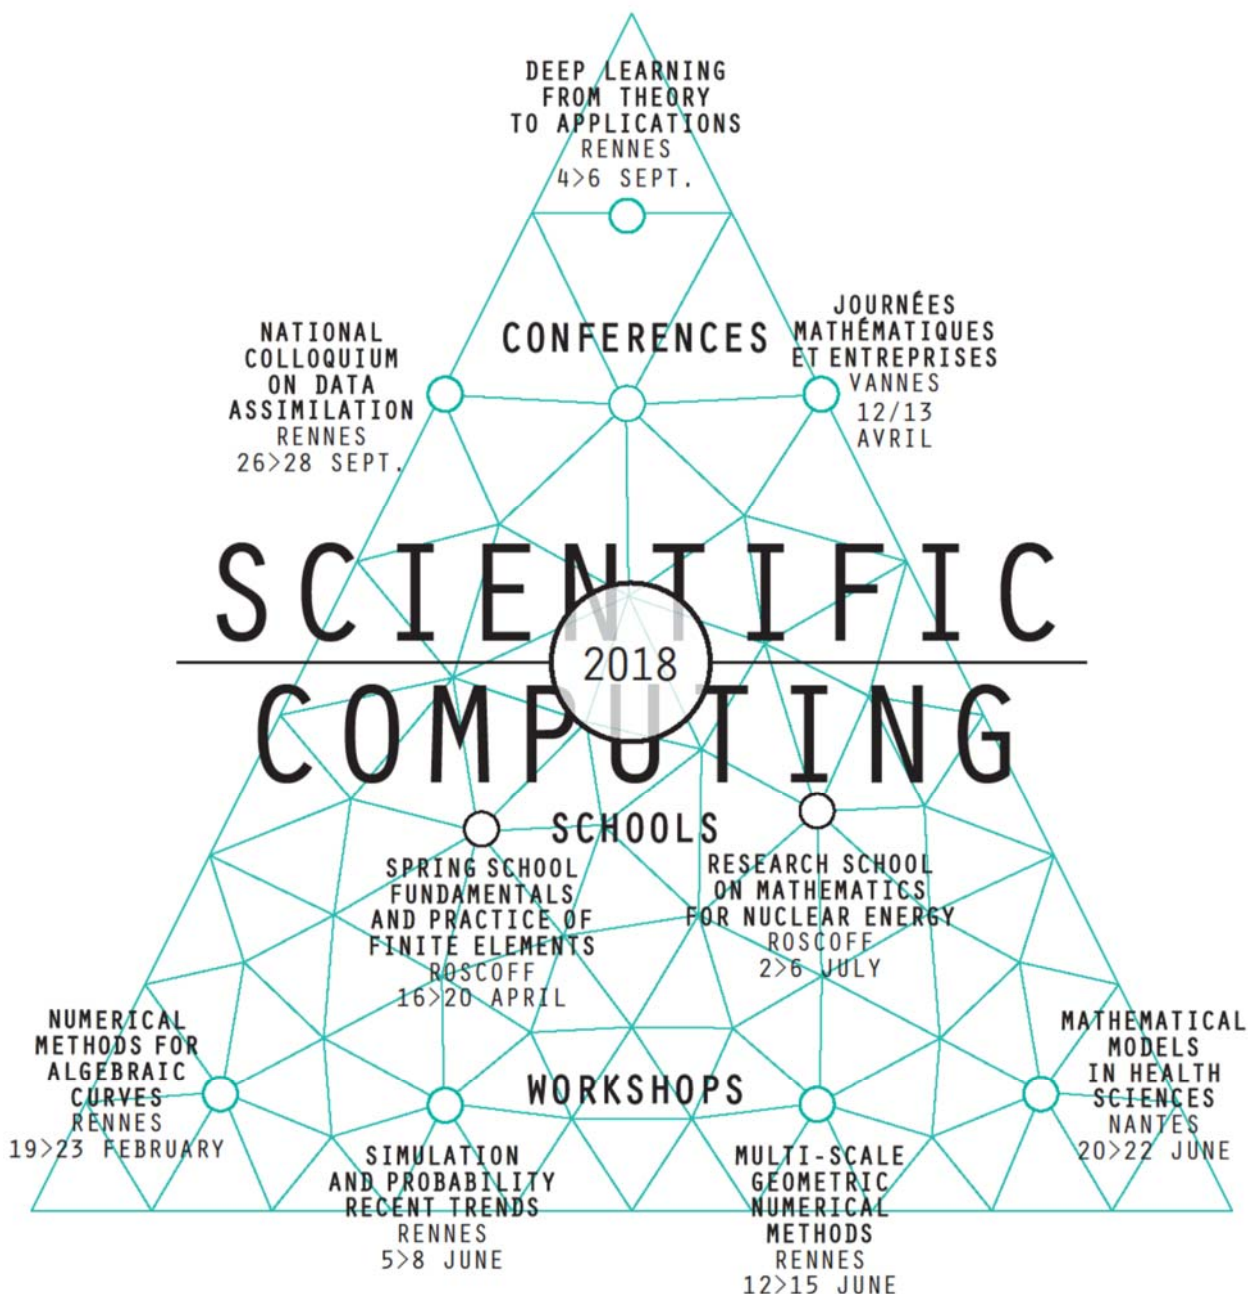 DEEP LEARNING
FROM THEORY
TO APPLICATIONS
RENNES
4>6 SEPT.
CONFERENCES
NATIONAL
COLLOQUIUM
ON DATA
ASSIMILATION
RENNES
26>28 SEPT.
JOURNÉES
MATHÉMATIQUES
ET ENTREPRISES
VANNES
12/13
AVRIL
SCIENTIFIC
2018
COMPUTING
SCHOOLS
SPRING SCHOOL
FUNDAMENTALS
AND PRACTICE OF
FINITE ELEMENTS
ROSCOFF
16>20 APRIL
RESEARCH SCHOOL
ON MATHEMATICS
FOR NUCLEAR ENERGY
ROSCOFF
2>6 JULY
WORKSHOPS
NUMERICAL
METHODS FOR
ALGEBRAIC
CURVES
RENNES
19>23 FEBRUARY
SIMULATION
AND PROBABILITY
RECENT TRENDS
RENNES
5>8 JUNE
MULTI-SCALE
GEOMETRIC
NUMERICAL
METHODS
RENNES
12>15 JUNE
MATHEMATICAL
MODELS
IN HEALTH
SCIENCES
NANTES
20>22 JUNE